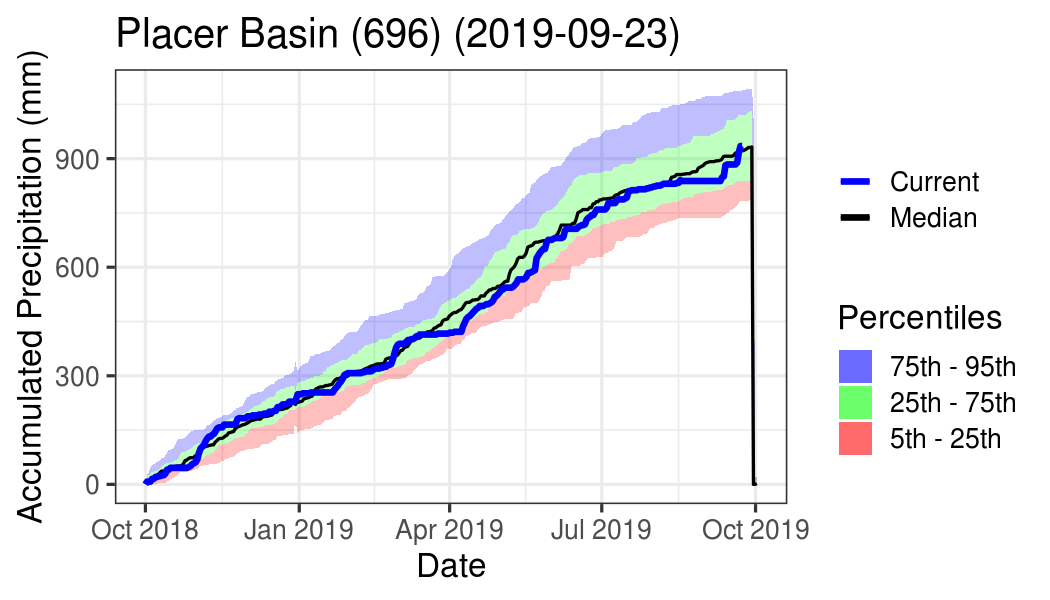 Placer Basin (696) (2019-09-23)
Accumulated Precipitation (mm)
900
600
300
0
Oct 2018
Jan 2019
Apr 2019
Jul 2019
Oct 2019
Date
Current
Median
Percentiles
75th - 95th
25th - 75th
5th - 25th